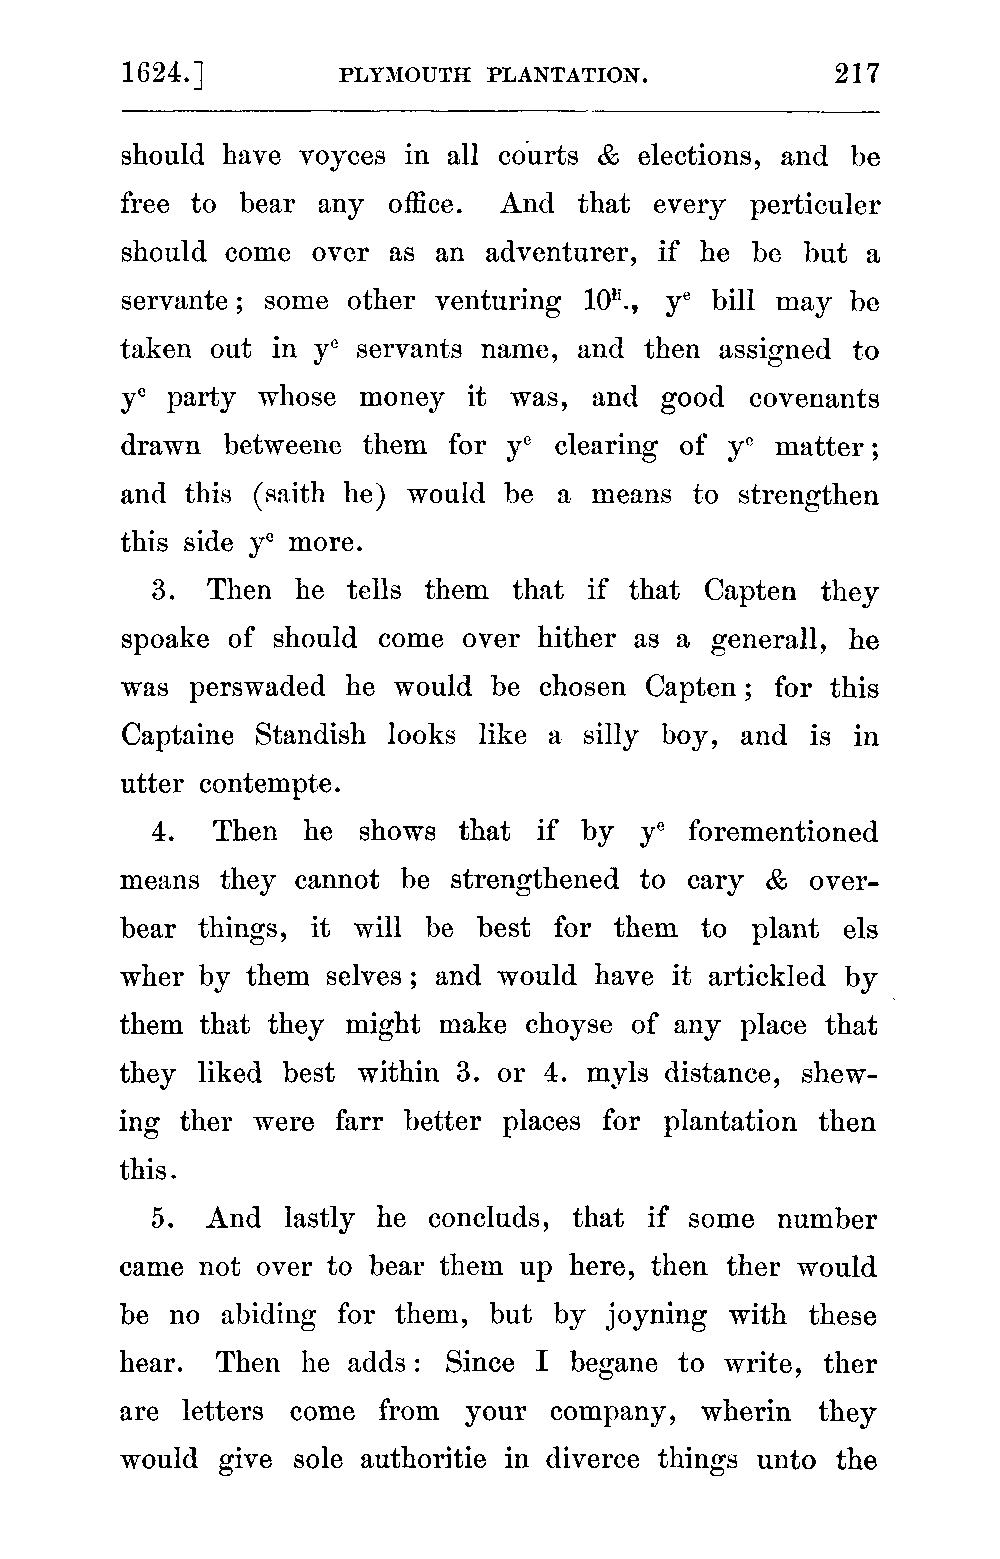 1624.] PLYMOUTH PLANTATION. 217
should have voyces in all courts & elections, and be
free to bear any office. And that every perticuler
should come over as an adventurer, if he be but a
servante; some other venturing 10ˡⁱ., yᵉ bill may be
taken out in yᵉ servants name, and then assigned to
yᵉ party whose money it was, and good covenants
drawn betweene them for yᵉ clearing of yᵉ matter;
and this (saith he) would be a means to strengthen
this side yᵉ more.
3. Then he tells them that if that Capten they
spoake of should come over hither as a generall, he
was perswaded he would be chosen Capten; for this
Captaine Standish looks like a silly boy, and is in
utter contempte.
4. Then he shows that if by yᵉ forementioned
means they cannot be strengthened to cary & over-
bear things, it will be best for them to plant els
wher by them selves; and would have it artickled by
them that they might make choyse of any place that
they liked best within 3. or 4. myls distance, shew-
ing ther were farr better places for plantation then
this.
5. And lastly he concluds, that if some number
came not over to bear them up here, then ther would
be no abiding for them, but by joyning with these
hear. Then he adds: Since I begane to write, ther
are letters come from your company, wherin they
would give sole authoritie in diverce things unto the